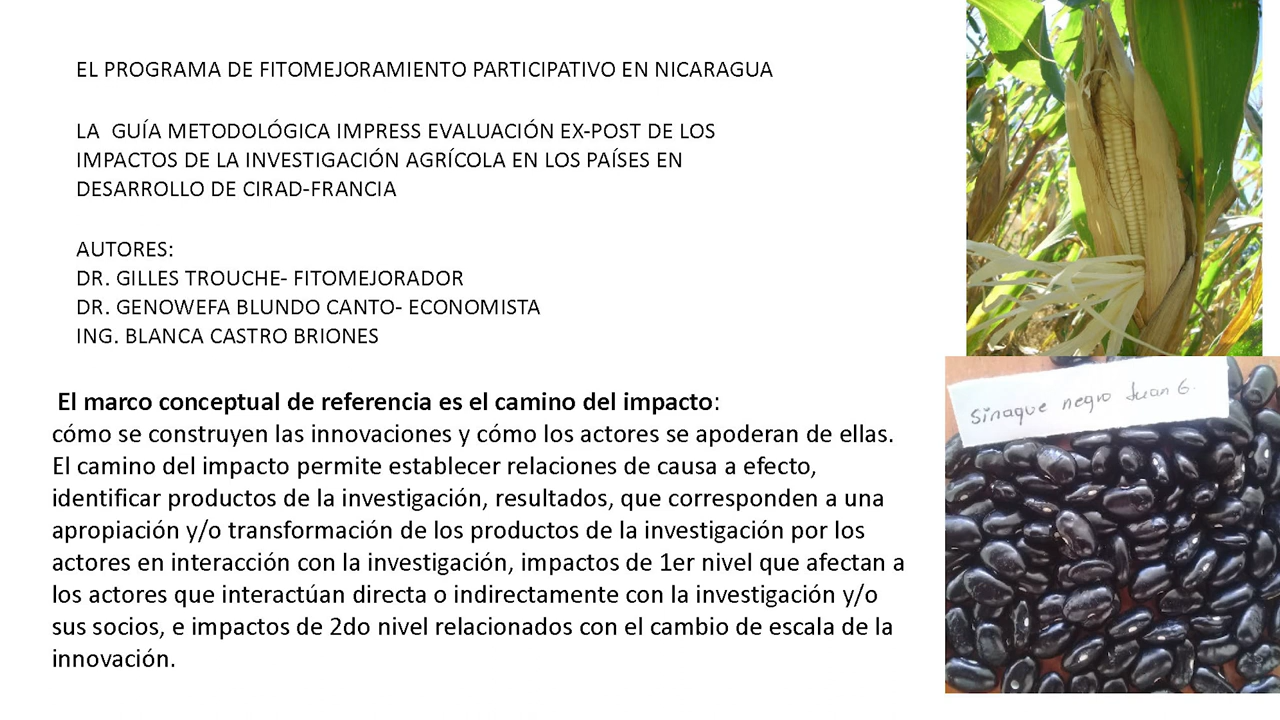 EL PROGRAMA DE FITOMEJORAMIENTO PARTICIPATIVO EN NICARAGUA
LA GUÍA METODOLÓGICA IMPRESS EVALUACIÓN EX-POST DE LOS
IMPACTOS DE LA INVESTIGACIÓN AGRÍCOLA EN LOS PAÍSES EN
DESARROLLO DE CIRAD-FRANCIA
AUTORES:
DR. GILLES TROUCHE- FITOMEJORADOR
DR. GENOWEFA BLUNDO CANTO- ECONOMISTA
ING. BLANCA CASTRO BRIONES
El marco conceptual de referencia es el camino del impacto:
cómo se construyen las innovaciones y cómo los actores se apoderan de ellas.
El camino del impacto permite establecer relaciones de causa a efecto,
identificar productos de la investigación, resultados, que corresponden a una
apropiación y/o transformación de los productos de la investigación por los
actores en interacción con la investigación, impactos de 1er nivel que afectan a
los actores que interactúan directa o indirectamente con la investigación y/o
sus socios, e impactos de 2do nivel relacionados con el cambio de escala de la
innovación.
Sinaque negro Juan G.